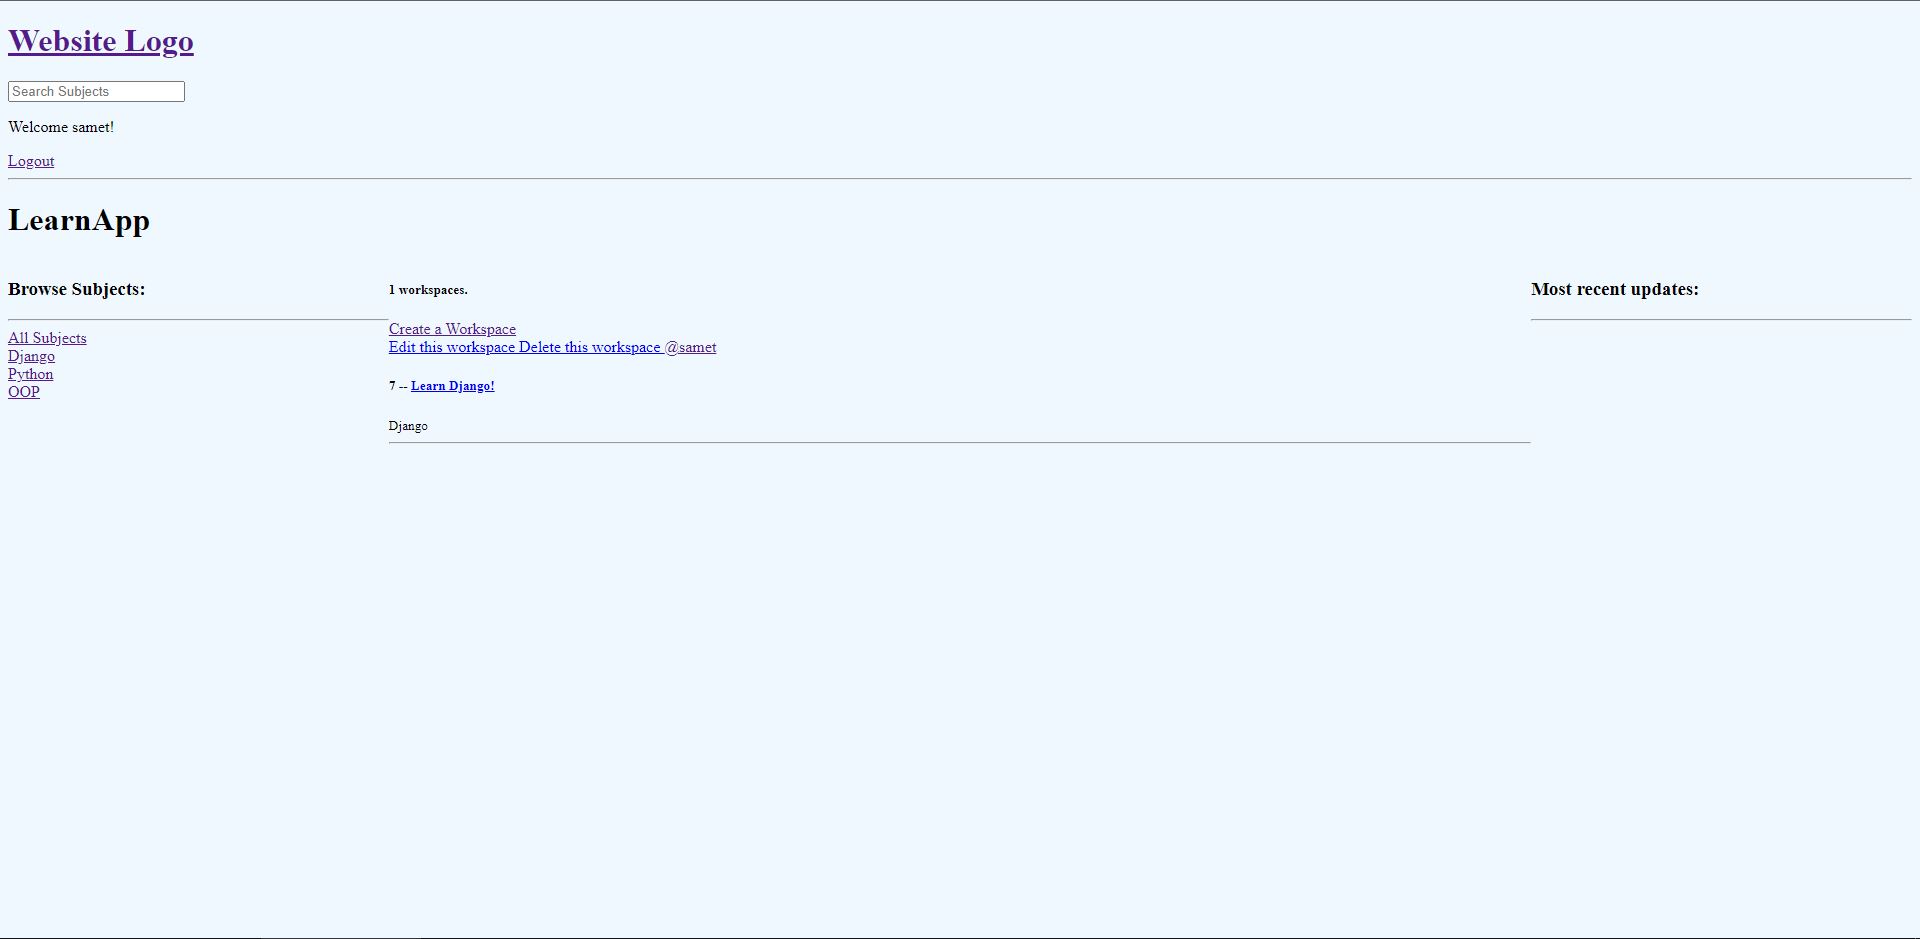 Website Logo
Search Subjects
Welcome samet!
Logout
LearnApp
Browse Subjects:
All Subjects
Django
Python
OOP
1 workspaces.
Create a Workspace
Edit this workspace Delete this workspace @samet
7 -- Learn Django!
Django
Most recent updates: